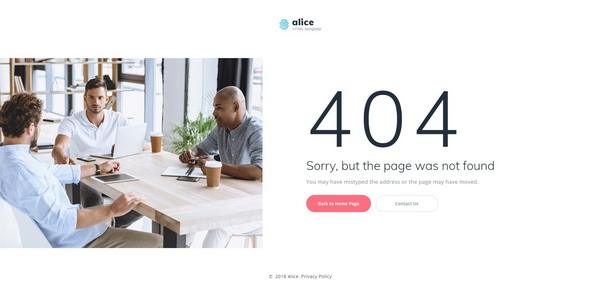 alice
HTML template
404
Sorry, but the page was not found
You may have mistyped the address or the page may have moved.
Back to Home Page
Contact Us
© 2018 Alice. Privacy Policy